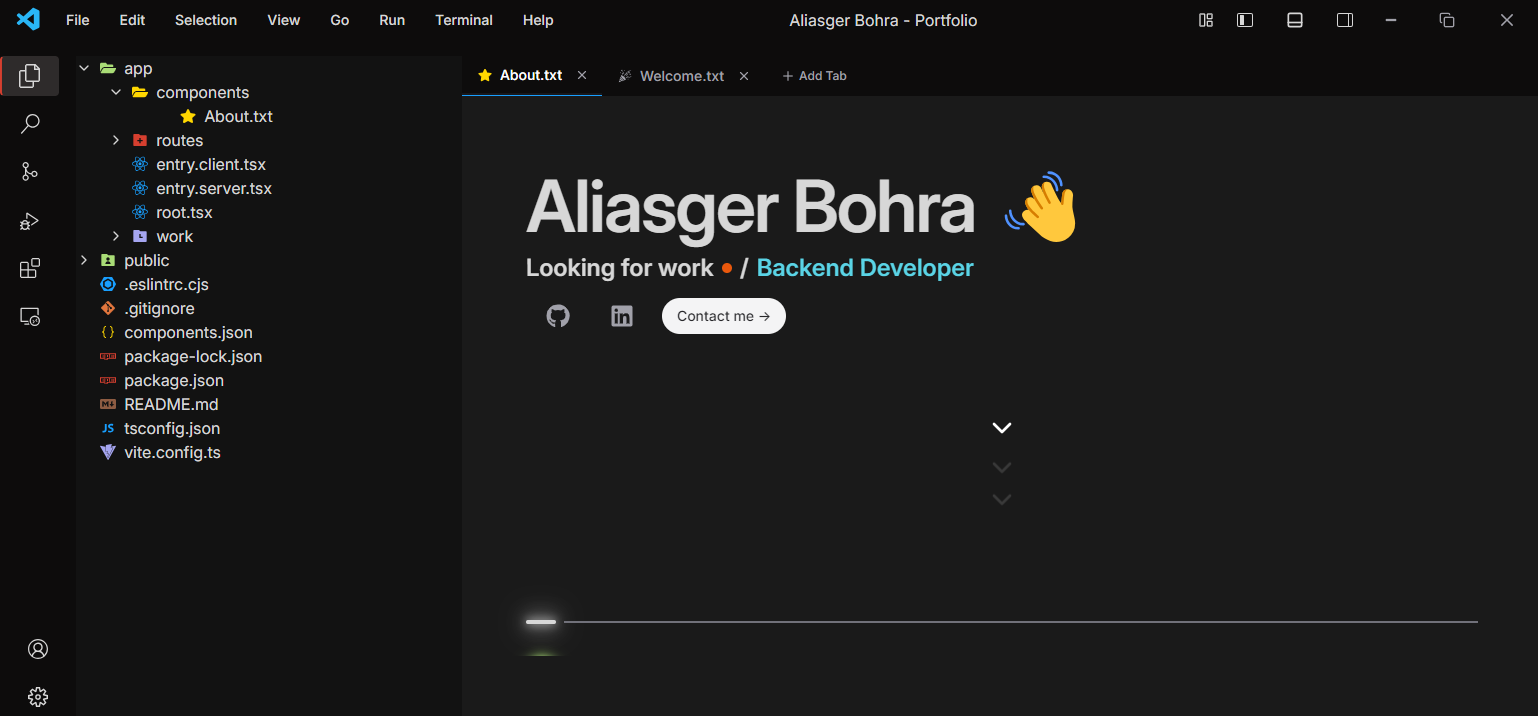 File Edit Selection View Go Run Terminal Help
Aliasger Bohra - Portfolio
app
components
About.txt
routes
entry.client.tsx
entry.server.tsx
root.tsx
work
public
.eslintrc.cjs
.gitignore
components.json
package-lock.json
package.json
README.md
JS tsconfig.json
vite.config.ts
About.txt Welcome.txt + Add Tab
Aliasger Bohra
Looking for work / Backend Developer
in Contact me →